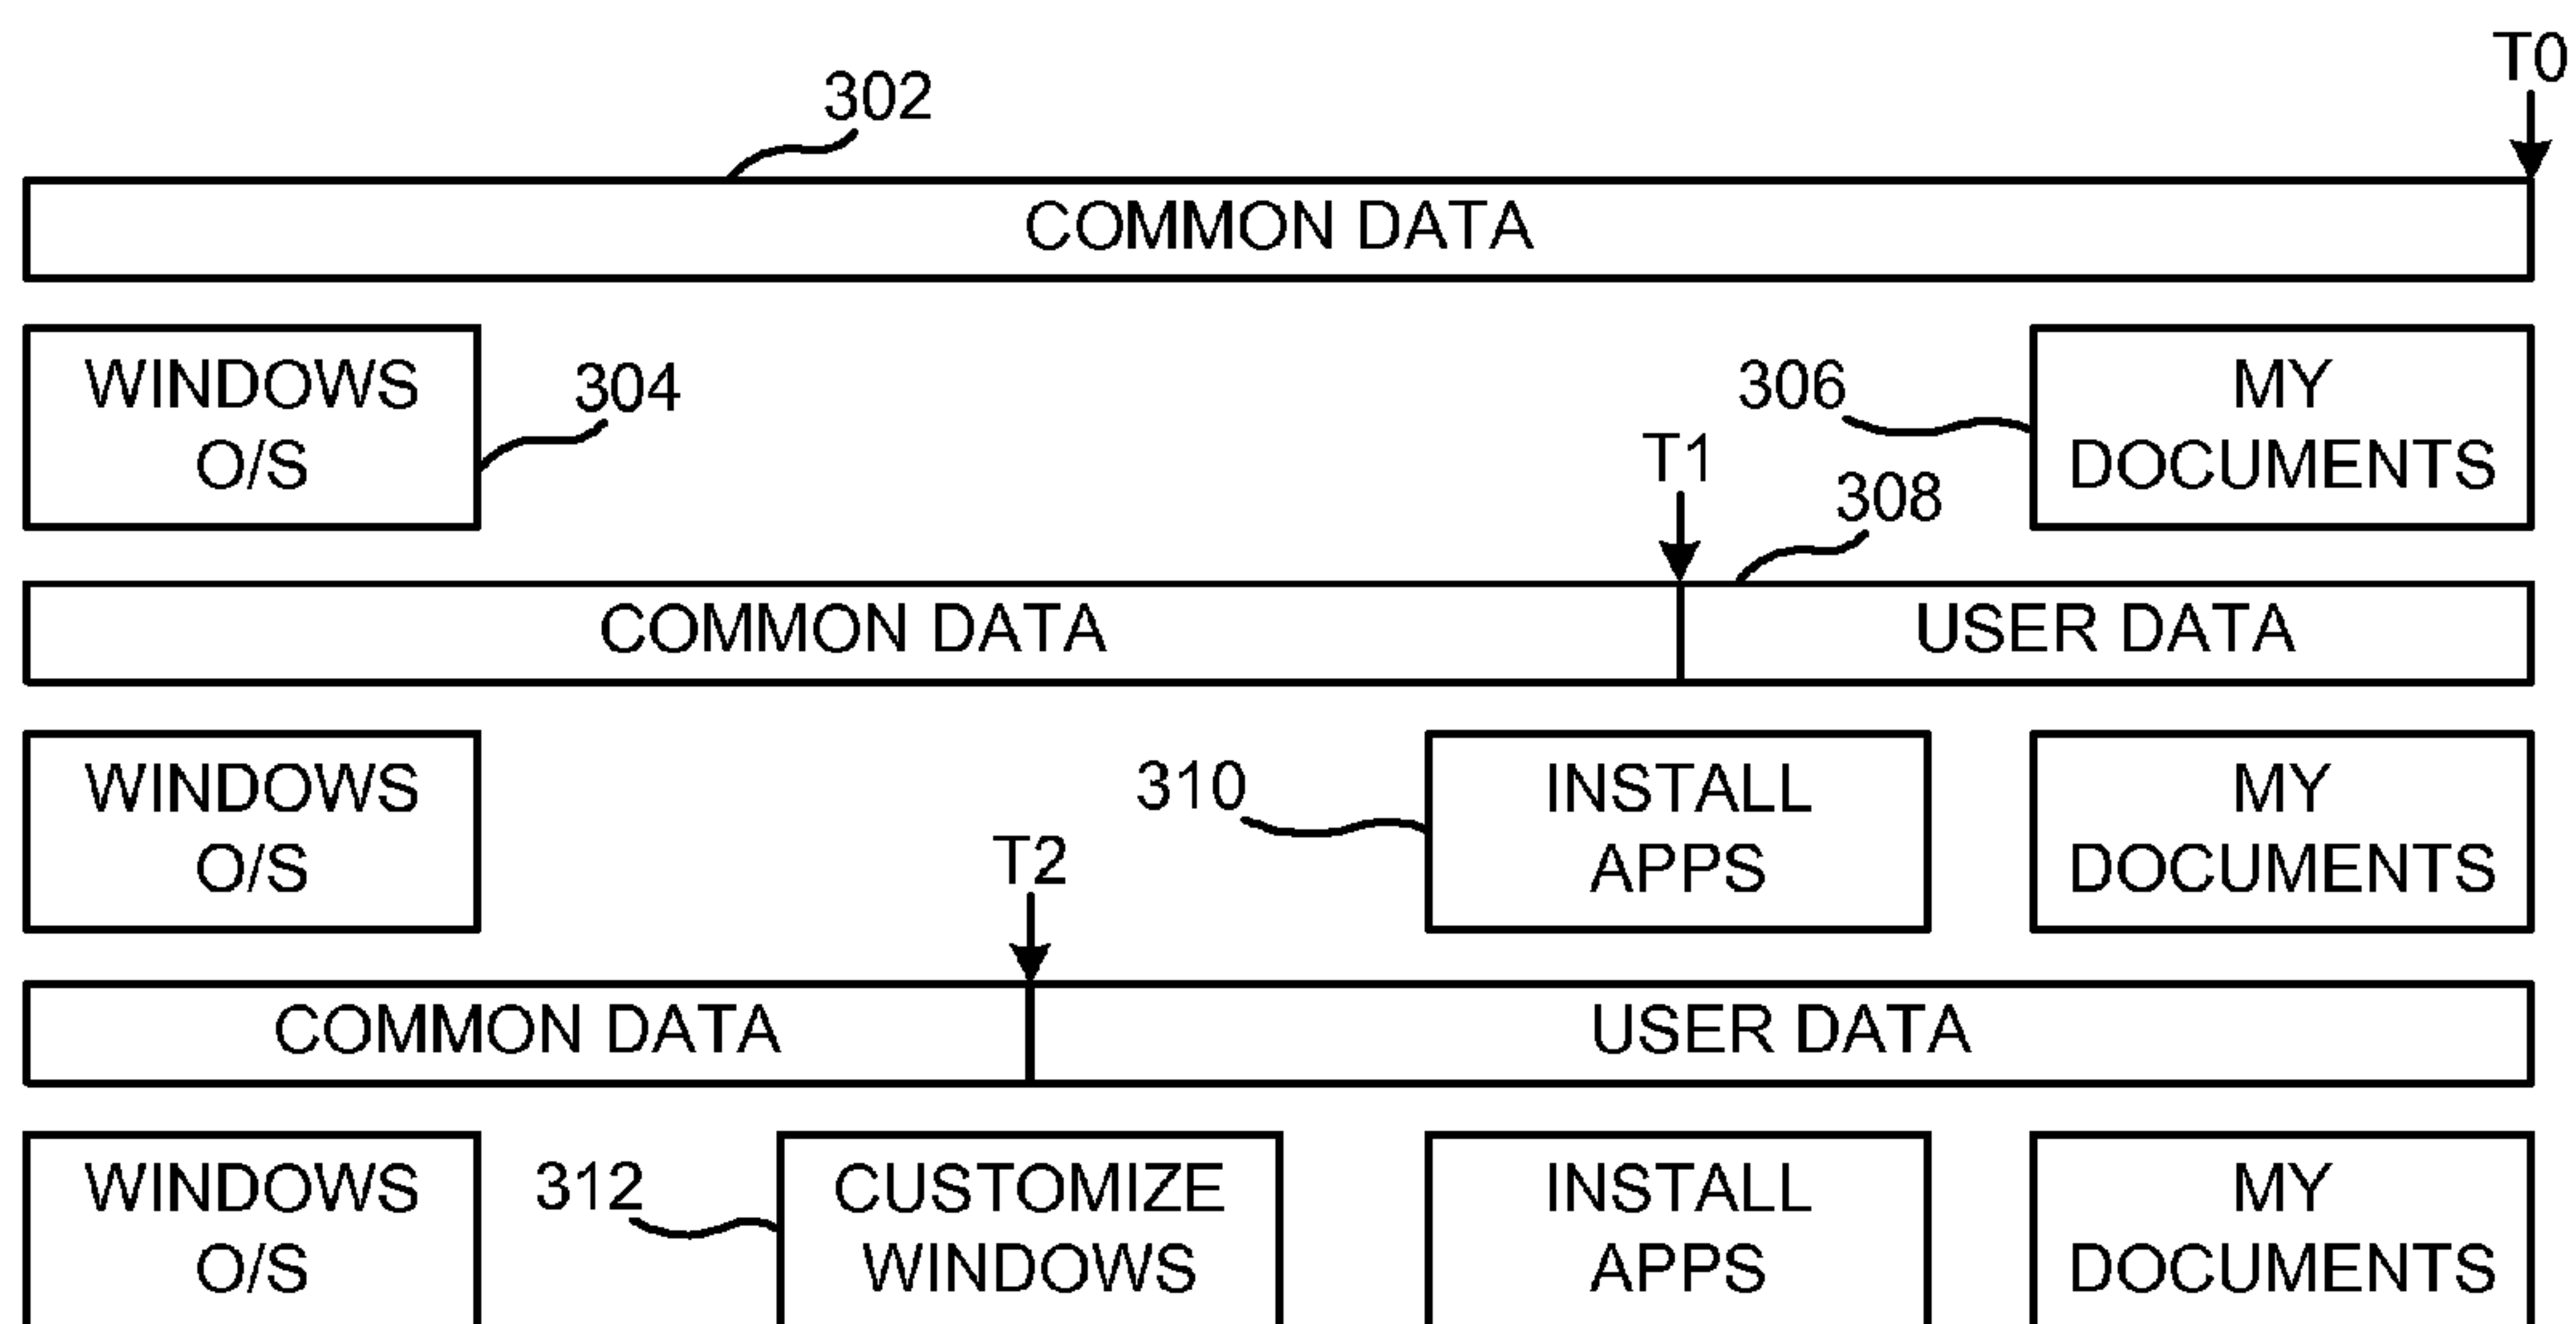 T0
302
COMMON DATA
WINDOWS
O/S
304
306
MY
DOCUMENTS
T1
308
COMMON DATA
USER DATA
WINDOWS
O/S
310
INSTALL
APPS
MY
DOCUMENTS
T2
COMMON DATA
USER DATA
WINDOWS
O/S
312
CUSTOMIZE
WINDOWS
INSTALL
APPS
MY
DOCUMENTS